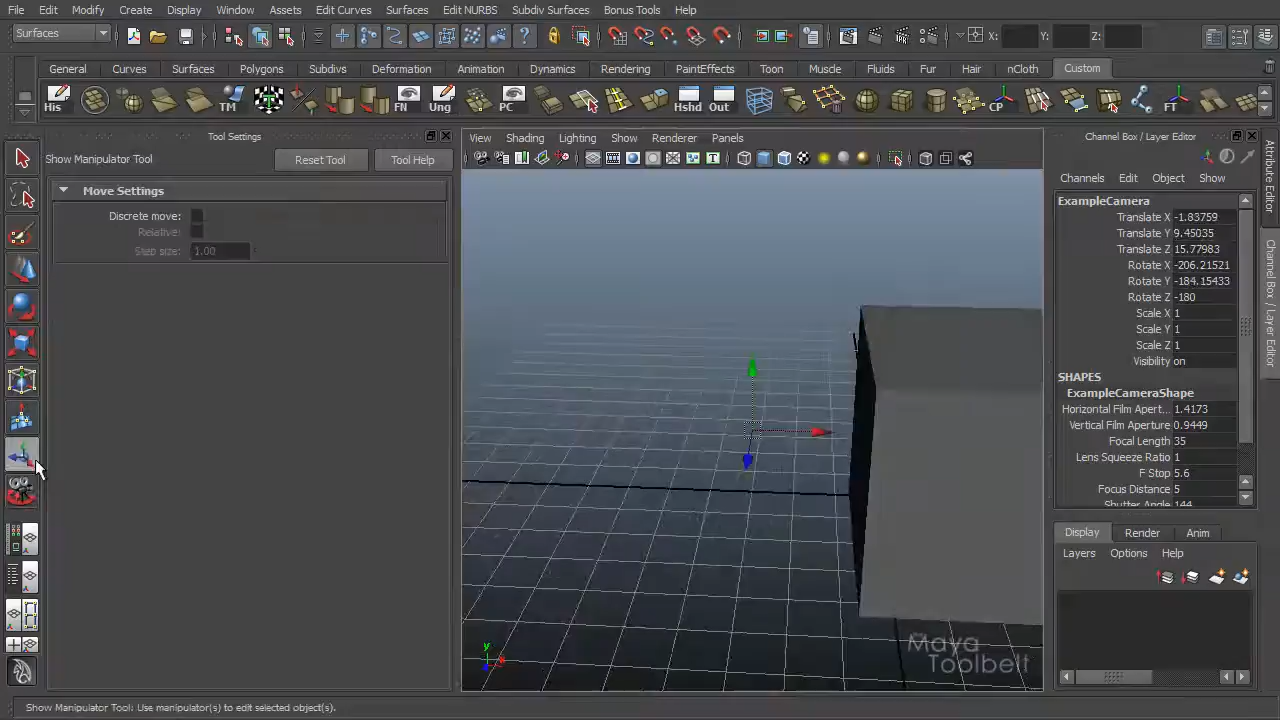 File Edit Modify Create Display Window Assets Edit Curves Surfaces Edit NURBS Subdiv Surfaces Bonus Tools Help
Surfaces X: Y: Z:
General Curves Surfaces Polygons Subdivs Deformation Animation Dynamics Rendering PaintEffects Toon Muscle Fluids Fur Hair nCloth Custom
His TM FN Ung PC Hshd Out CP FT
Tool Settings
Show Manipulator Tool Reset Tool Tool Help
Move Settings
Discrete move:
Relative:
Step size: 1.00
View Shading Lighting Show Renderer Panels
Maya
Toolbelt
y
Channel Box / Layer Editor
Channels Edit Object Show
ExampleCamera
Translate X -1.83759
Translate Y 9.45035
Translate Z 15.77983
Rotate X -206.21521
Rotate Y -184.15433
Rotate Z -180
Scale X 1
Scale Y 1
Scale Z 1
Visibility on
SHAPES
ExampleCameraShape
Horizontal Film Apert... 1.4173
Vertical Film Aperture 0.9449
Focal Length 35
Lens Squeeze Ratio 1
F Stop 5.6
Focus Distance 5
Shutter Angle 144
Display Render Anim
Layers Options Help
Attribute Editor
Channel Box / Layer Editor
Show Manipulator Tool: Use manipulator(s) to edit selected object(s).